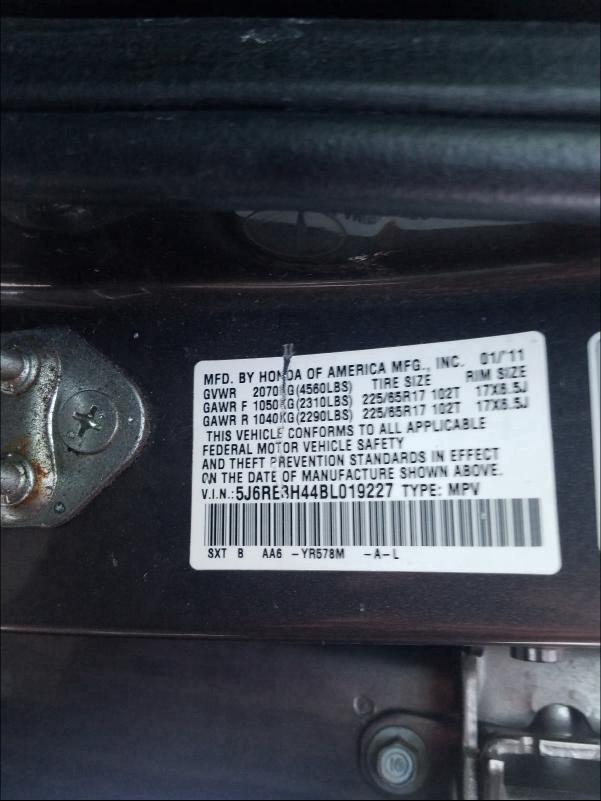 MFD. BY HONDA OF AMERICA MFG., INC. 01/'11
GVWR 2070KG(4560LBS) TIRE SIZE RIM SIZE
GAWR F 1050KG(2310LBS) 225/65R17 102T 17X6.5J
GAWR R 1040KG(2290LBS) 225/65R17 102T 17X6.5J
THIS VEHICLE CONFORMS TO ALL APPLICABLE
FEDERAL MOTOR VEHICLE SAFETY
AND THEFT PREVENTION STANDARDS IN EFFECT
ON THE DATE OF MANUFACTURE SHOWN ABOVE.
V.I.N.: 5J6RE3H44BL019227 TYPE: MPV
SXT B AA6 -YR578M -A-L